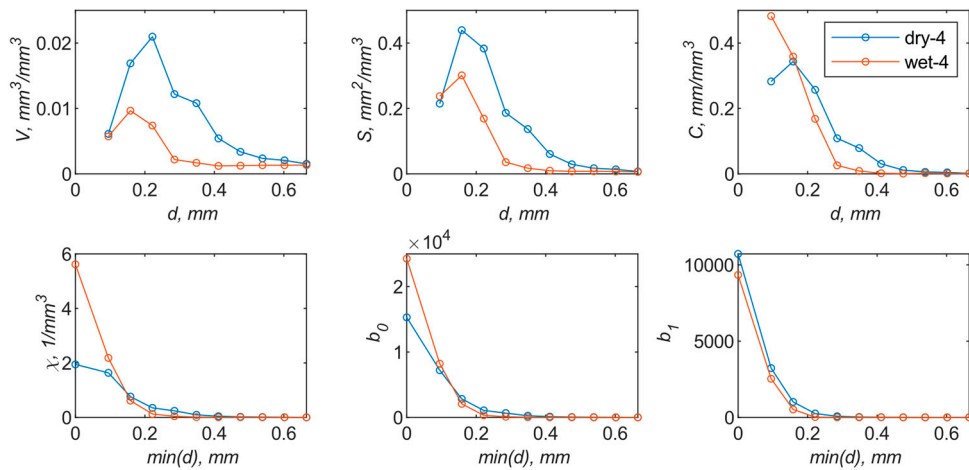 V, mm³/mm³
0.02
0.01
0
0 0.2 0.4 0.6
d, mm
S, mm²/mm³
0.4
0.2
0
0 0.2 0.4 0.6
d, mm
C, mm/mm³
0.4
0.2
0
0 0.2 0.4 0.6
d, mm
dry-4
wet-4
χ, 1/mm³
6
4
2
0
0 0.2 0.4 0.6
min(d), mm
×10⁴
b₀
2
1
0
0 0.2 0.4 0.6
min(d), mm
b₁
10000
5000
0
0 0.2 0.4 0.6
min(d), mm